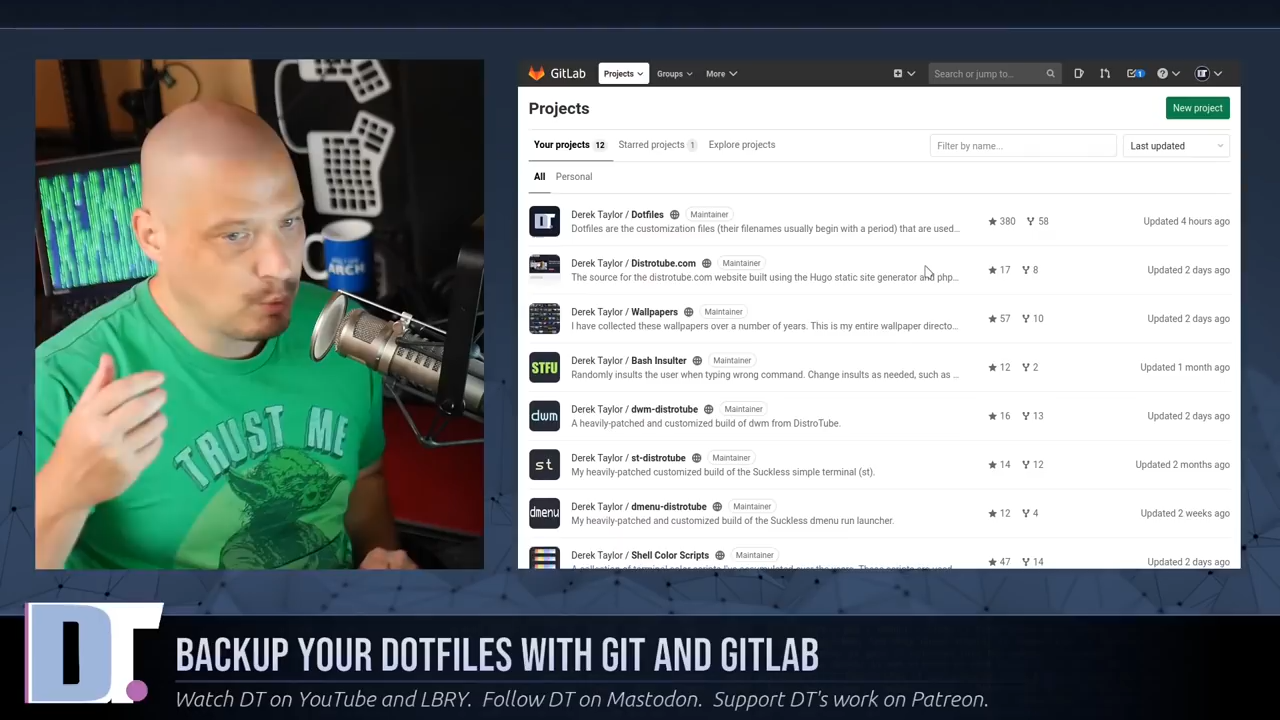 GitLab Projects Groups More Search or jump to... 1 DT
Projects New project
Your projects 12 Starred projects 1 Explore projects Filter by name... Last updated
All Personal
DT Derek Taylor / Dotfiles Maintainer 380 58 Updated 4 hours ago
Dotfiles are the customization files (their filenames usually begin with a period) that are used…
Derek Taylor / Distrotube.com Maintainer 17 8 Updated 2 days ago
The source for the distrotube.com website built using the Hugo static site generator and php…
Derek Taylor / Wallpapers Maintainer 57 10 Updated 2 days ago
I have collected these wallpapers over a number of years. This is my entire wallpaper directo…
STFU Derek Taylor / Bash Insulter Maintainer 12 2 Updated 1 month ago
Randomly insults the user when typing wrong command. Change insults as needed, such as …
dwm Derek Taylor / dwm-distrotube Maintainer 16 13 Updated 2 days ago
A heavily-patched and customized build of dwm from DistroTube.
st Derek Taylor / st-distrotube Maintainer 14 12 Updated 2 months ago
My heavily-patched customized build of the Suckless simple terminal (st).
dmenu Derek Taylor / dmenu-distrotube Maintainer 12 4 Updated 2 weeks ago
My heavily-patched and customized build of the Suckless dmenu run launcher.
Derek Taylor / Shell Color Scripts Maintainer 47 14 Updated 2 days ago
ARCH
TRUST ME
DT.
BACKUP YOUR DOTFILES WITH GIT AND GITLAB
Watch DT on YouTube and LBRY. Follow DT on Mastodon. Support DT's work on Patreon.